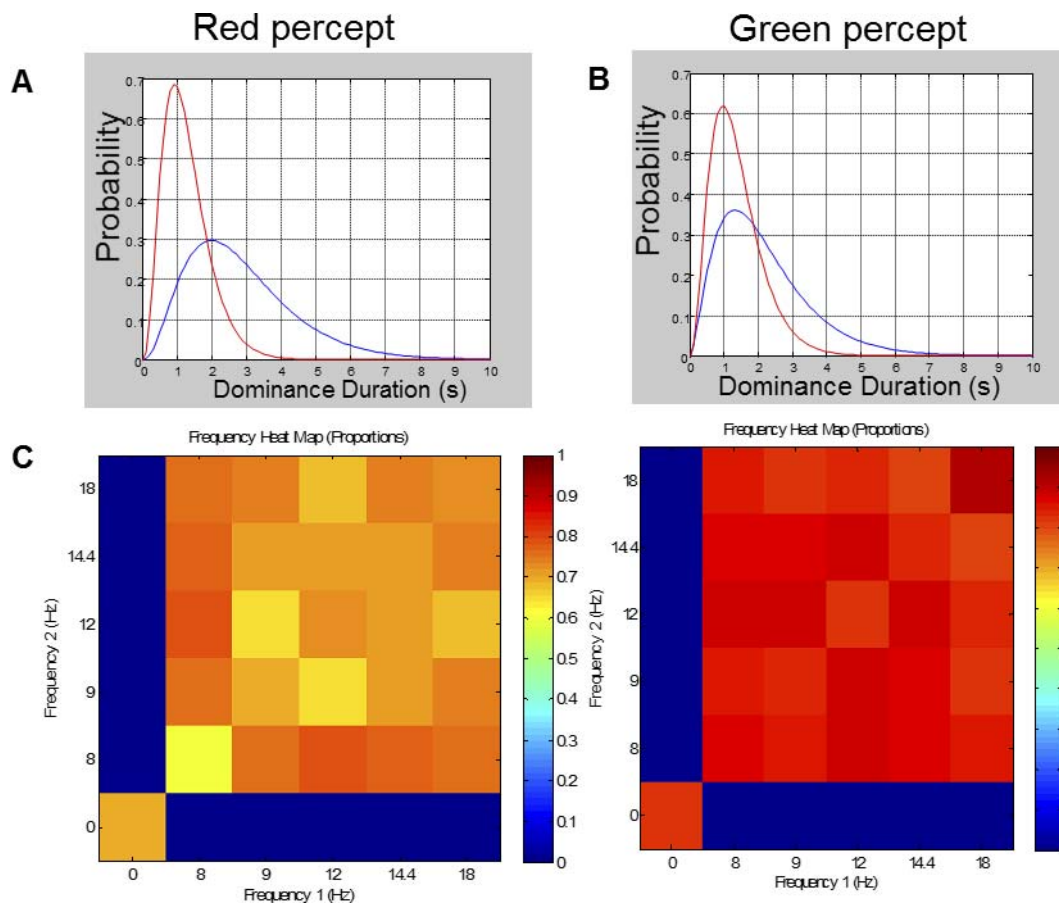 Red percept
Green percept
A
B
0.7
0.6
0.5
0.4
0.3
0.2
0.1
0
Probability
0 1 2 3 4 5 6 7 8 9 10
Dominance Duration (s)
0.7
0.6
0.5
0.4
0.3
0.2
0.1
0
Probability
0 1 2 3 4 5 6 7 8 9 10
Dominance Duration (s)
C
Frequency Heat Map (Proportions)
18
14.4
12
9
8
0
Frequency 2 (Hz)
0 8 9 12 14.4 18
Frequency 1 (Hz)
1
0.9
0.8
0.7
0.6
0.5
0.4
0.3
0.2
0.1
0
Frequency Heat Map (Proportions)
18
14.4
12
9
8
0
Frequency 2 (Hz)
0 8 9 12 14.4 18
Frequency 1 (Hz)